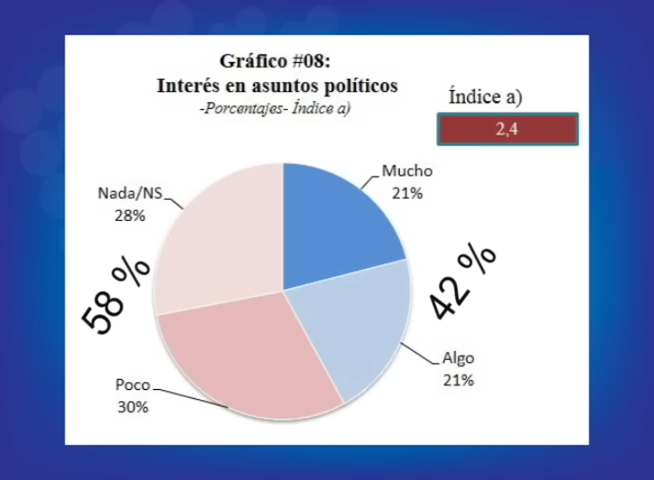 Gráfico #08:
Interés en asuntos políticos
-Porcentajes- Índice a)
Índice a)
2,4
Mucho
21%
Nada/NS
28%
58 %
42 %
Algo
21%
Poco
30%